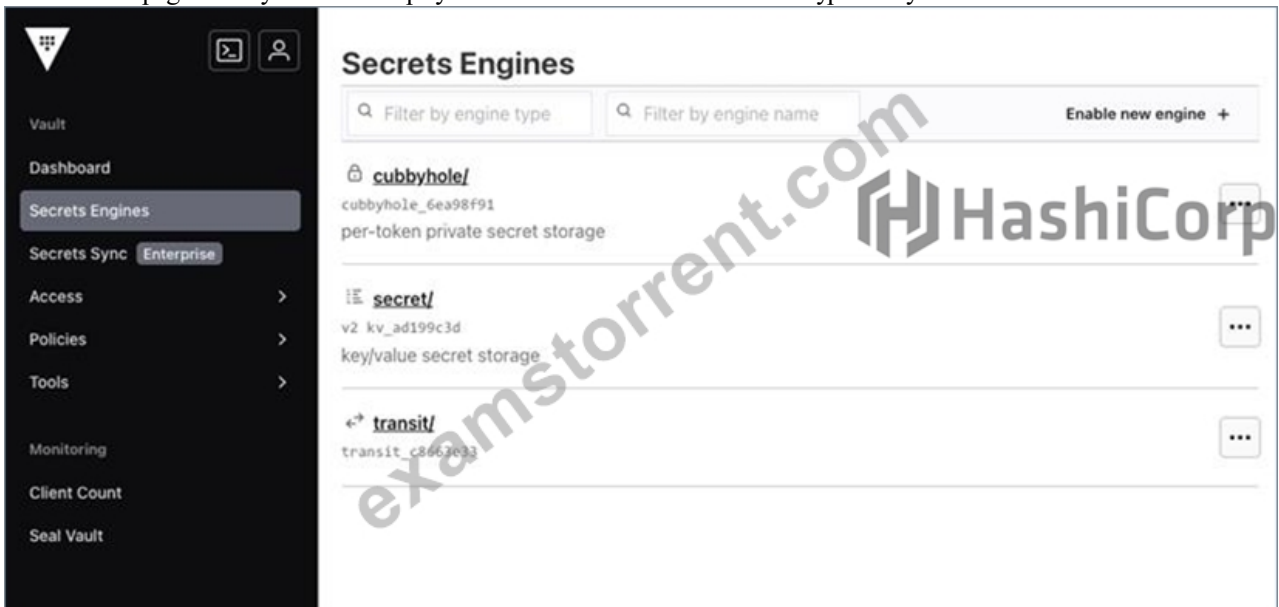 Secrets Engines
Vault
Filter by engine type
Filter by engine name
Enable new engine +
Dashboard
cubbyhole/
Secrets Engines
cubbyhole_6ea98f91
per-token private secret storage
HashiCorp
Secrets Sync Enterprise
Access
secret/
v2 kv_ad199c3d
Policies
key/value secret storage
Tools
transit/
transit_c8663e33
Monitoring
Client Count
Seal Vault
examstorrent.com